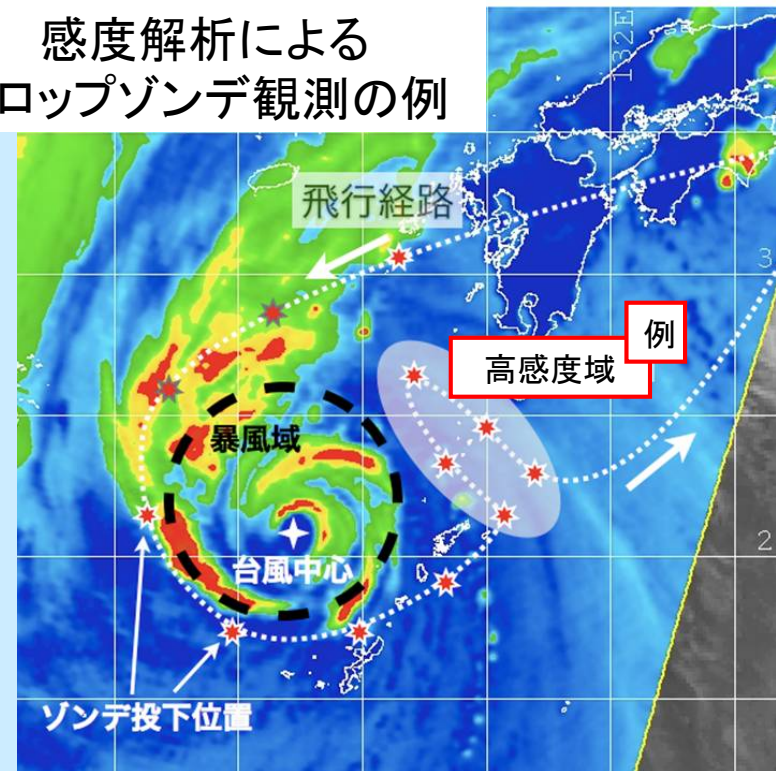 感度解析による
ロップゾンデ観測の例
132E
飛行経路
3
例
高感度域
暴風域
台風中心
2
ゾンデ投下位置